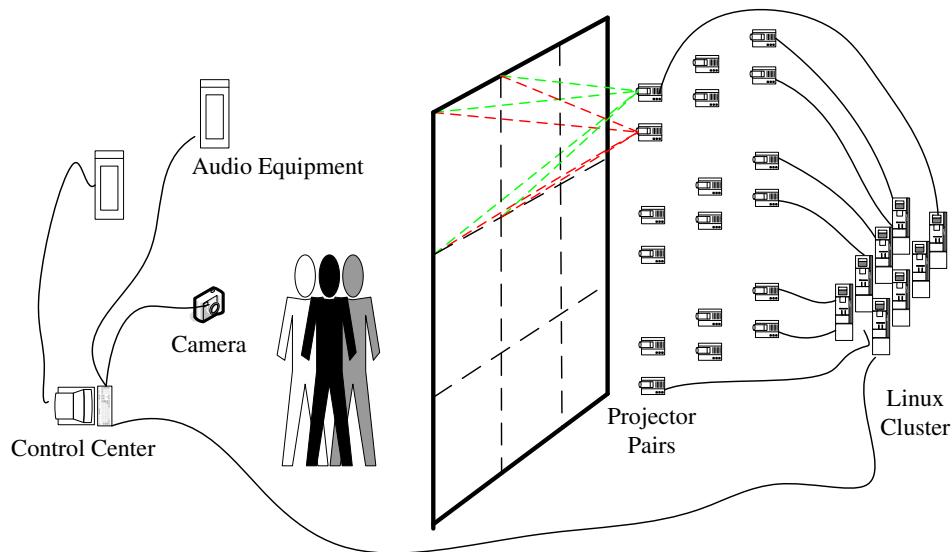 Audio Equipment
Camera
Control Center
Projector
Pairs
Linux
Cluster